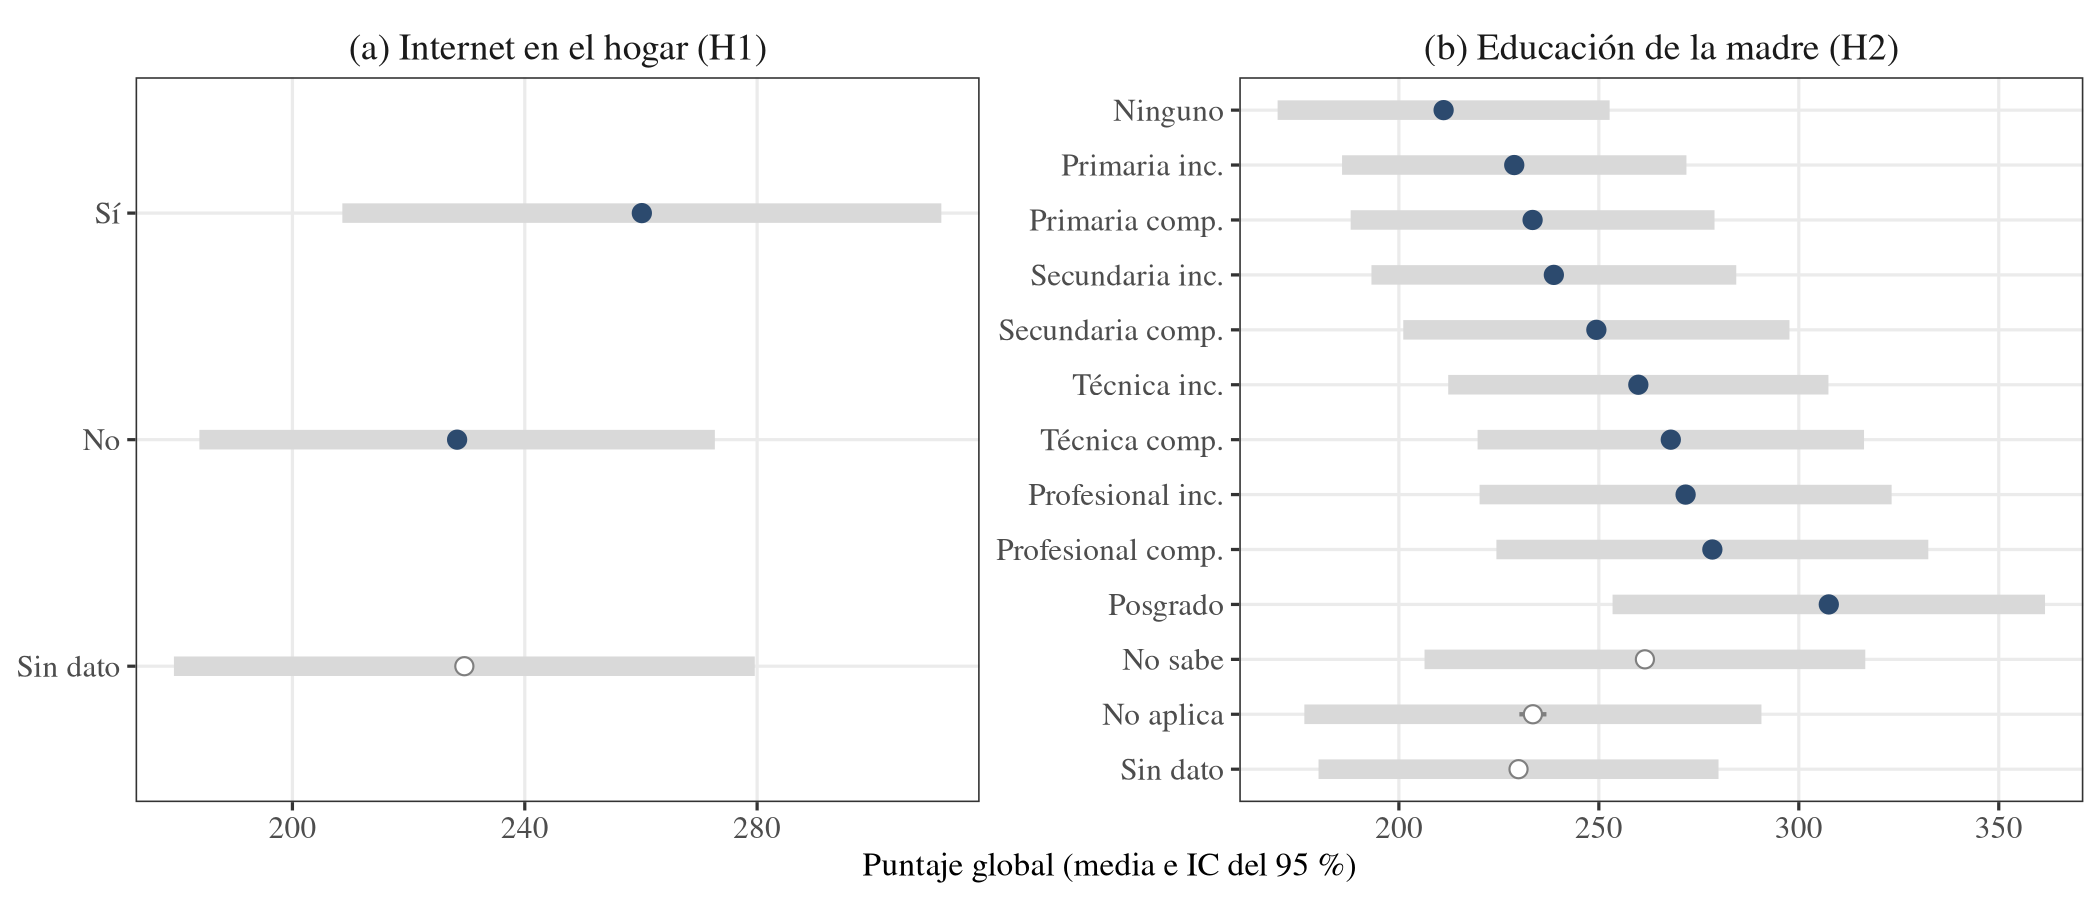 (a) Internet en el hogar (H1)
Sí
No
Sin dato
200 240 280
(b) Educación de la madre (H2)
Ninguno
Primaria inc.
Primaria comp.
Secundaria inc.
Secundaria comp.
Técnica inc.
Técnica comp.
Profesional inc.
Profesional comp.
Posgrado
No sabe
No aplica
Sin dato
200 250 300 350
Puntaje global (media e IC del 95 %)